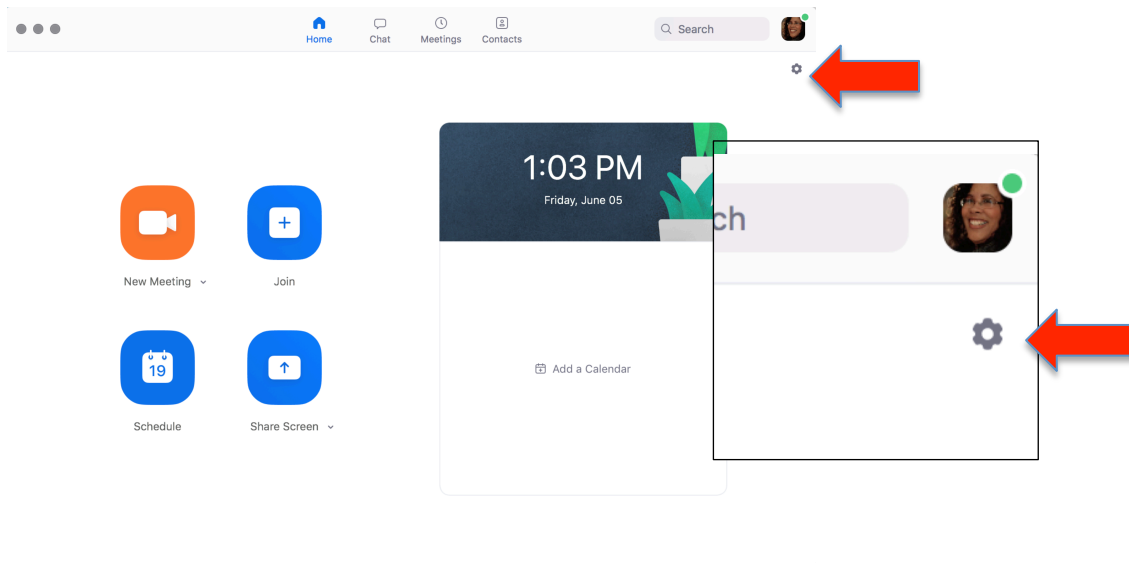 Home Chat Meetings Contacts Search
1:03 PM
Friday, June 05
ch
New Meeting Join
19
Add a Calendar
Schedule Share Screen